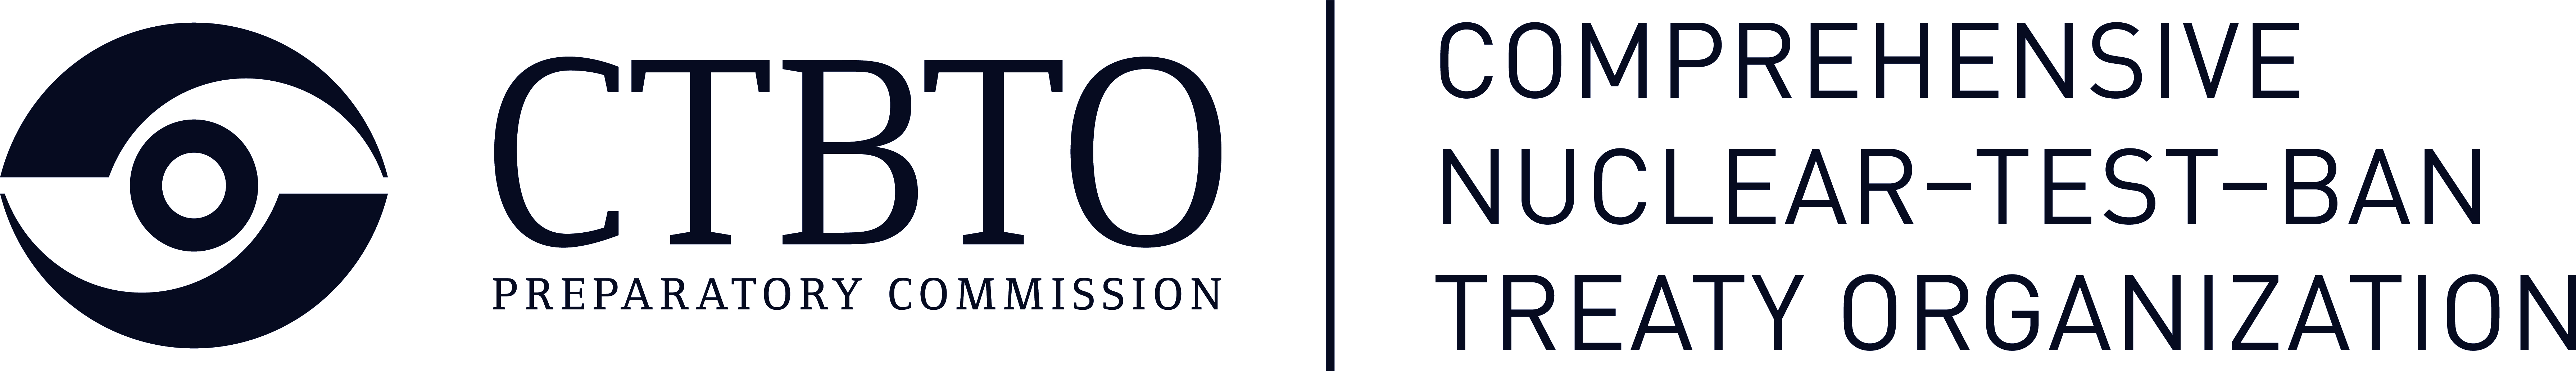 CTBTO
PREPARATORY COMMISSION
COMPREHENSIVE
NUCLEAR-TEST-BAN
TREATY ORGANIZATION